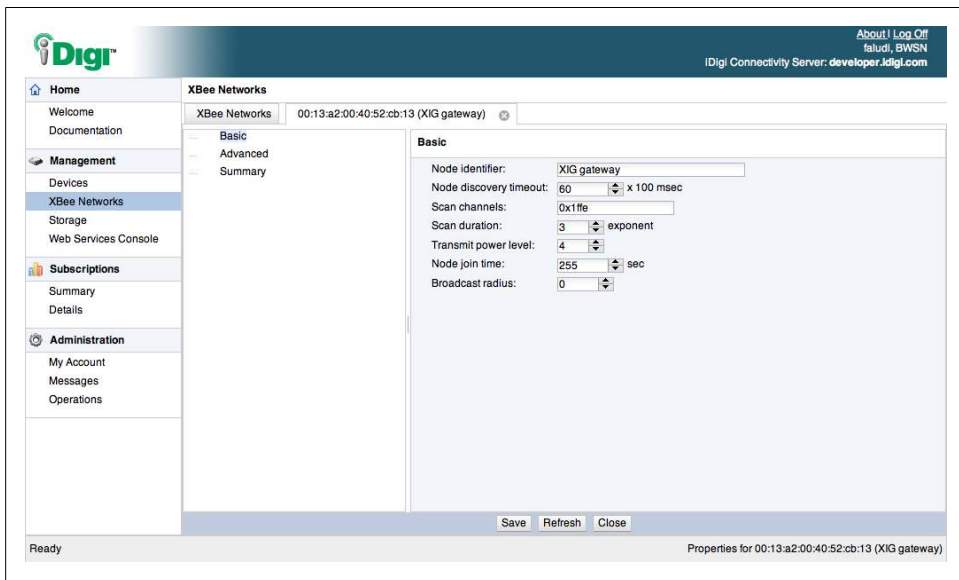 iDigi™
About | Log Off
faludi, BWSN
iDigi Connectivity Server: developer.idigi.com
Home
Welcome
Documentation
Management
Devices
XBee Networks
Storage
Web Services Console
Subscriptions
Summary
Details
Administration
My Account
Messages
Operations
XBee Networks
XBee Networks 00:13:a2:00:40:52:cb:13 (XIG gateway)
Basic
Advanced
Summary
Basic
Node identifier: XIG gateway
Node discovery timeout: 60 x 100 msec
Scan channels: 0x1ffe
Scan duration: 3 exponent
Transmit power level: 4
Node join time: 255 sec
Broadcast radius: 0
Save Refresh Close
Ready
Properties for 00:13:a2:00:40:52:cb:13 (XIG gateway)